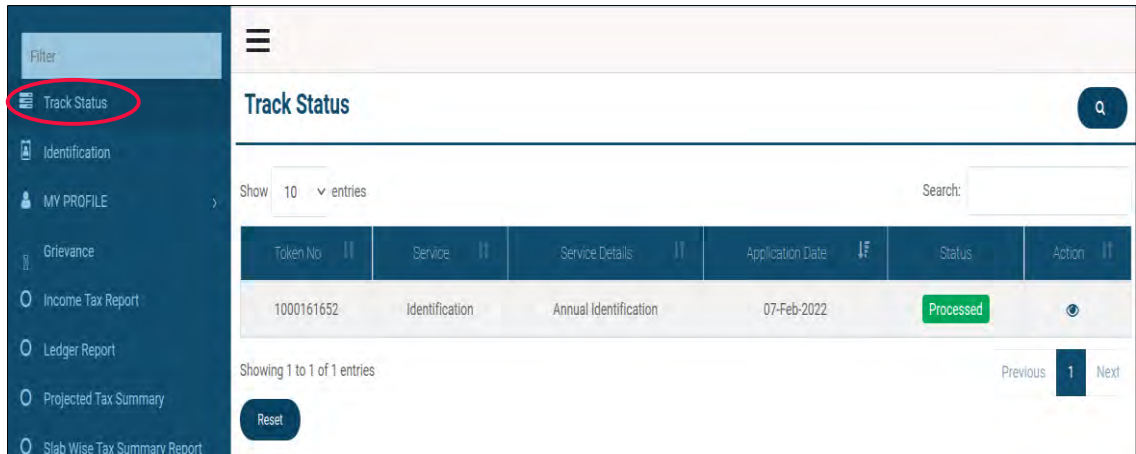 Filter
Track Status
Identification
MY PROFILE
Grievance
Income Tax Report
Ledger Report
Projected Tax Summary
Slab Wise Tax Summary Report
Track Status
Show 10 entries
Search:
Token No Service Service Details Application Date Status Action
1000161652 Identification Annual Identification 07-Feb-2022 Processed
Showing 1 to 1 of 1 entries
Previous 1 Next
Reset